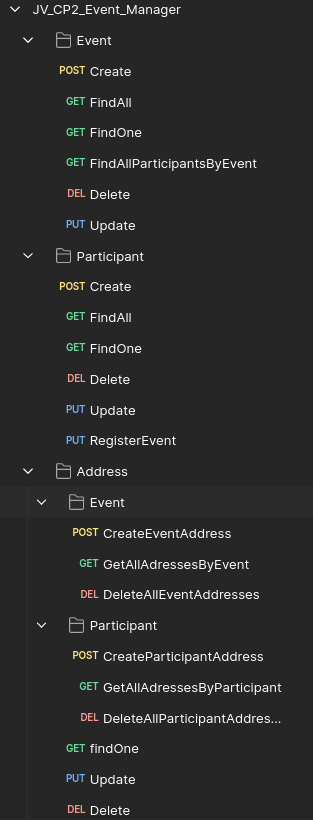 JV_CP2_Event_Manager
Event
POST Create
GET FindAll
GET FindOne
GET FindAllParticipantsByEvent
DEL Delete
PUT Update
Participant
POST Create
GET FindAll
GET FindOne
DEL Delete
PUT Update
PUT RegisterEvent
Address
Event
POST CreateEventAddress
GET GetAllAdressesByEvent
DEL DeleteAllEventAddresses
Participant
POST CreateParticipantAddress
GET GetAllAdressesByParticipant
DEL DeleteAllParticipantAddres...
GET findOne
PUT Update
DEL Delete